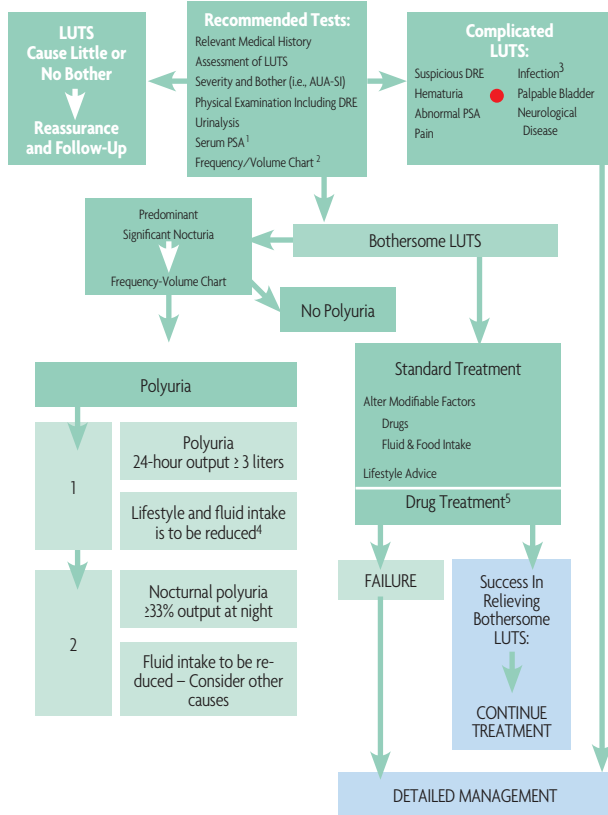 LUTS
Cause Little or
No Bother
Reassurance
and Follow-Up
Recommended Tests:
Relevant Medical History
Assessment of LUTS
Severity and Bother (i.e., AUA-SI)
Physical Examination Including DRE
Urinalysis
Serum PSA 1
Frequency/Volume Chart 2
Complicated
LUTS:
Suspicious DRE
Hematuria
Abnormal PSA
Pain
Infection3
Palpable Bladder
Neurological
Disease
Predominant
Significant Nocturia
Frequency-Volume Chart
Bothersome LUTS
No Polyuria
Polyuria
1
Polyuria
24-hour output ≥ 3 liters
Lifestyle and fluid intake
is to be reduced4
2
Nocturnal polyuria
≥33% output at night
Fluid intake to be re-
duced – Consider other
causes
Standard Treatment
Alter Modifiable Factors
Drugs
Fluid & Food Intake
Lifestyle Advice
Drug Treatment5
FAILURE
Success In
Relieving
Bothersome
LUTS:
CONTINUE
TREATMENT
DETAILED MANAGEMENT